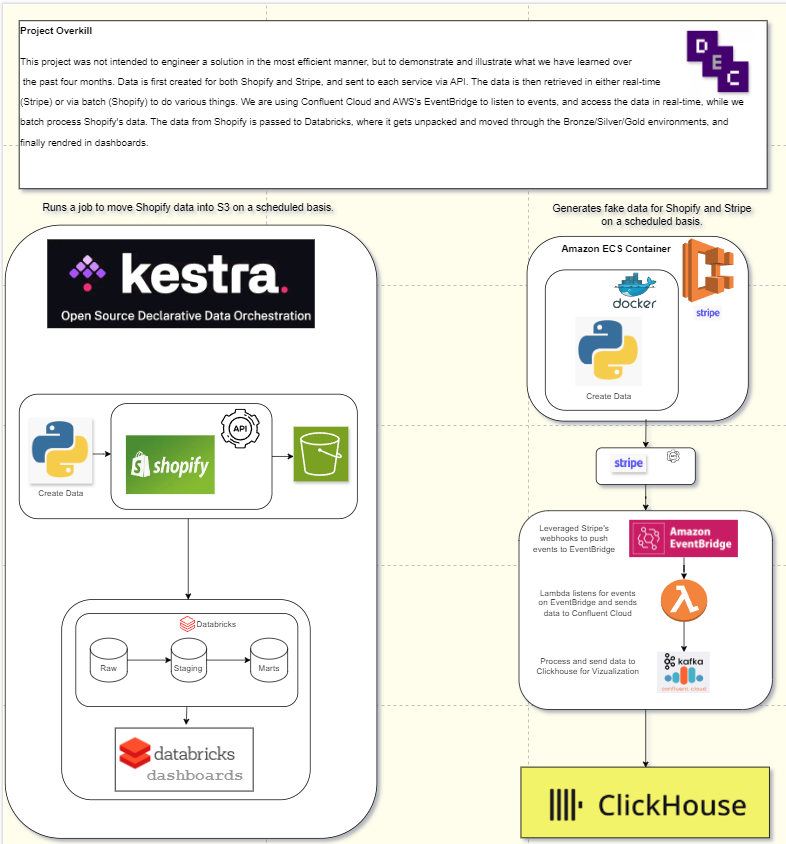 Project Overkill
This project was not intended to engineer a solution in the most efficient manner, but to demonstrate and illustrate what we have learned over
the past four months. Data is first created for both Shopify and Stripe, and sent to each service via API. The data is then retrieved in either real-time
(Stripe) or via batch (Shopify) to do various things. We are using Confluent Cloud and AWS's EventBridge to listen to events, and access the data in real-time, while we
batch process Shopify's data. The data from Shopify is passed to Databricks, where it gets unpacked and moved through the Bronze/Silver/Gold environments, and
finally rendred in dashboards.
D
E
C
Runs a job to move Shopify data into S3 on a scheduled basis.
kestra.
Open Source Declarative Data Orchestration
Create Data
shopify
API
Databricks
Raw
Staging
Marts
databricks
dashboards
Generates fake data for Shopify and Stripe
on a scheduled basis.
Amazon ECS Container
docker
stripe
Create Data
stripe
API
Leveraged Stripe's
webhooks to push
events to EventBridge
Amazon
EventBridge
Lambda listens for events
on EventBridge and sends
data to Confluent Cloud
Process and send data to
Clickhouse for Vizualization
kafka
confluent cloud
ClickHouse